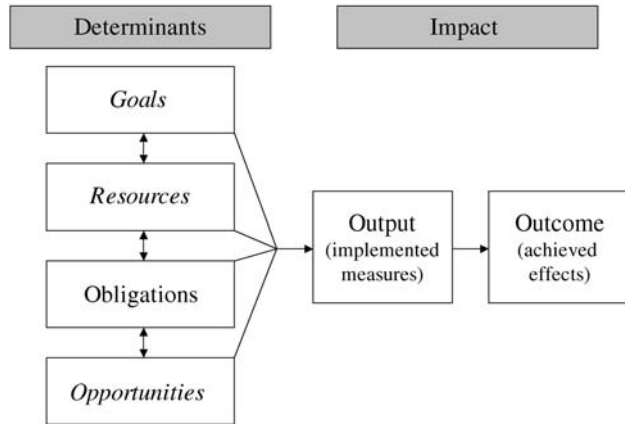 Determinants
Impact
Goals
Resources
Obligations
Opportunities
Output
(implemented
measures)
Outcome
(achieved
effects)